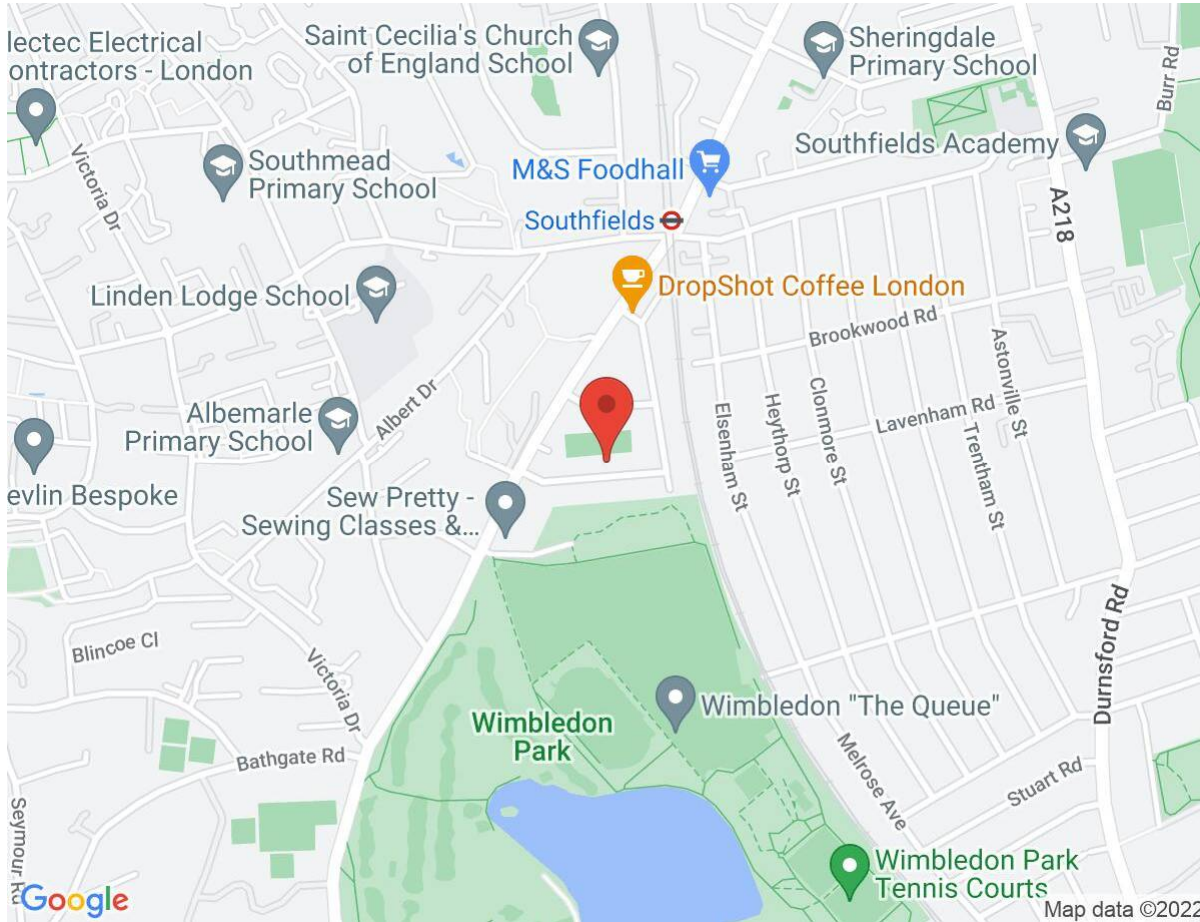 lectec Electrical
ontractors - London
Saint Cecilia's Church
of England School
Sheringdale
Primary School
Burr Rd
Victoria Dr
Southmead
Primary School
M&S Foodhall
Southfields Academy
A218
Southfields
Linden Lodge School
DropShot Coffee London
Brookwood Rd
Astonville St
Albert Dr
Albemarle
Primary School
Elsenham St
Heythorp St
Clonmore St
Lavenham Rd
Trentham St
evlin Bespoke
Sew Pretty -
Sewing Classes &...
Blincoe Cl
Victoria Dr
Durnsford Rd
Wimbledon
Park
Wimbledon "The Queue"
Bathgate Rd
Melrose Ave
Stuart Rd
Seymour Rd
Wimbledon Park
Tennis Courts
Google
Map data ©2022